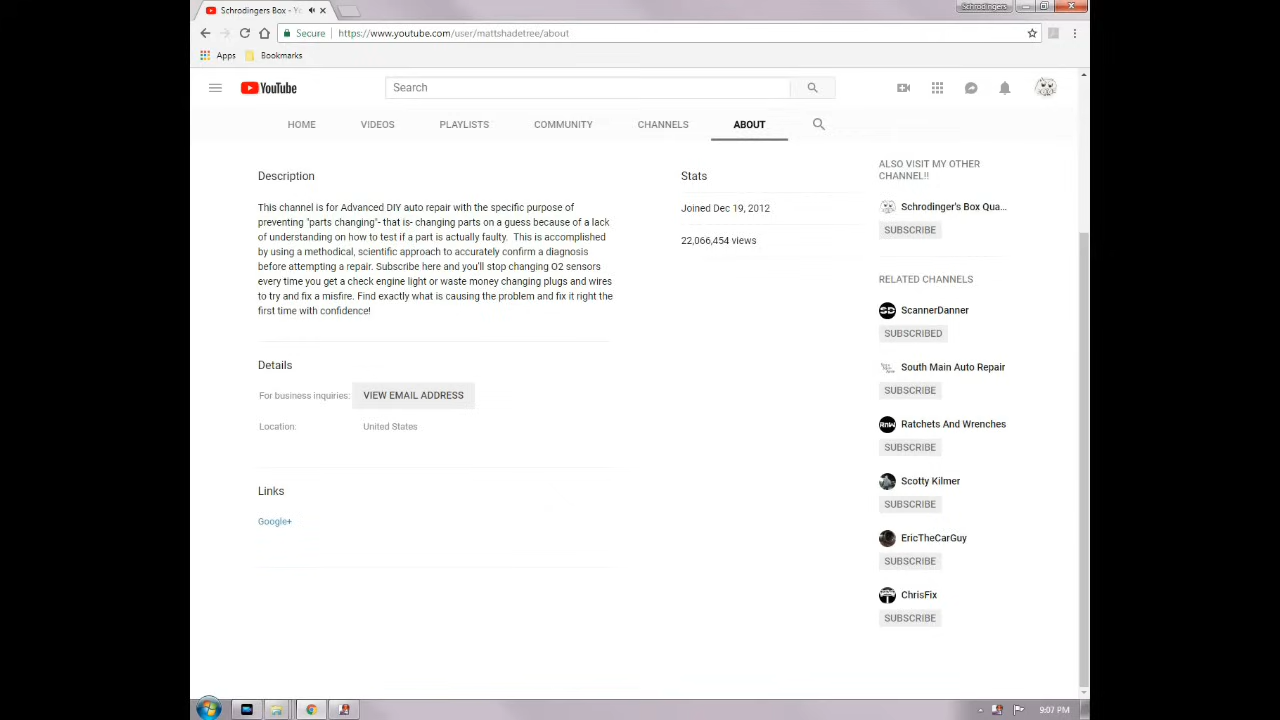 Schrodingers Box - Yo
Schrodingers
Secure
https://www.youtube.com/user/mattshadetree/about
Apps
Bookmarks
YouTube
Search
HOME
VIDEOS
PLAYLISTS
COMMUNITY
CHANNELS
ABOUT
Description
This channel is for Advanced DIY auto repair with the specific purpose of
preventing "parts changing"- that is- changing parts on a guess because of a lack
of understanding on how to test if a part is actually faulty. This is accomplished
by using a methodical, scientific approach to accurately confirm a diagnosis
before attempting a repair. Subscribe here and you'll stop changing O2 sensors
every time you get a check engine light or waste money changing plugs and wires
to try and fix a misfire. Find exactly what is causing the problem and fix it right the
first time with confidence!
Details
For business inquiries: VIEW EMAIL ADDRESS
Location: United States
Links
Google+
Stats
Joined Dec 19, 2012
22,066,454 views
ALSO VISIT MY OTHER
CHANNEL!!
Schrodinger's Box Qua...
SUBSCRIBE
RELATED CHANNELS
ScannerDanner
SUBSCRIBED
South Main Auto Repair
SUBSCRIBE
Ratchets And Wrenches
SUBSCRIBE
Scotty Kilmer
SUBSCRIBE
EricTheCarGuy
SUBSCRIBE
ChrisFix
SUBSCRIBE
9:07 PM